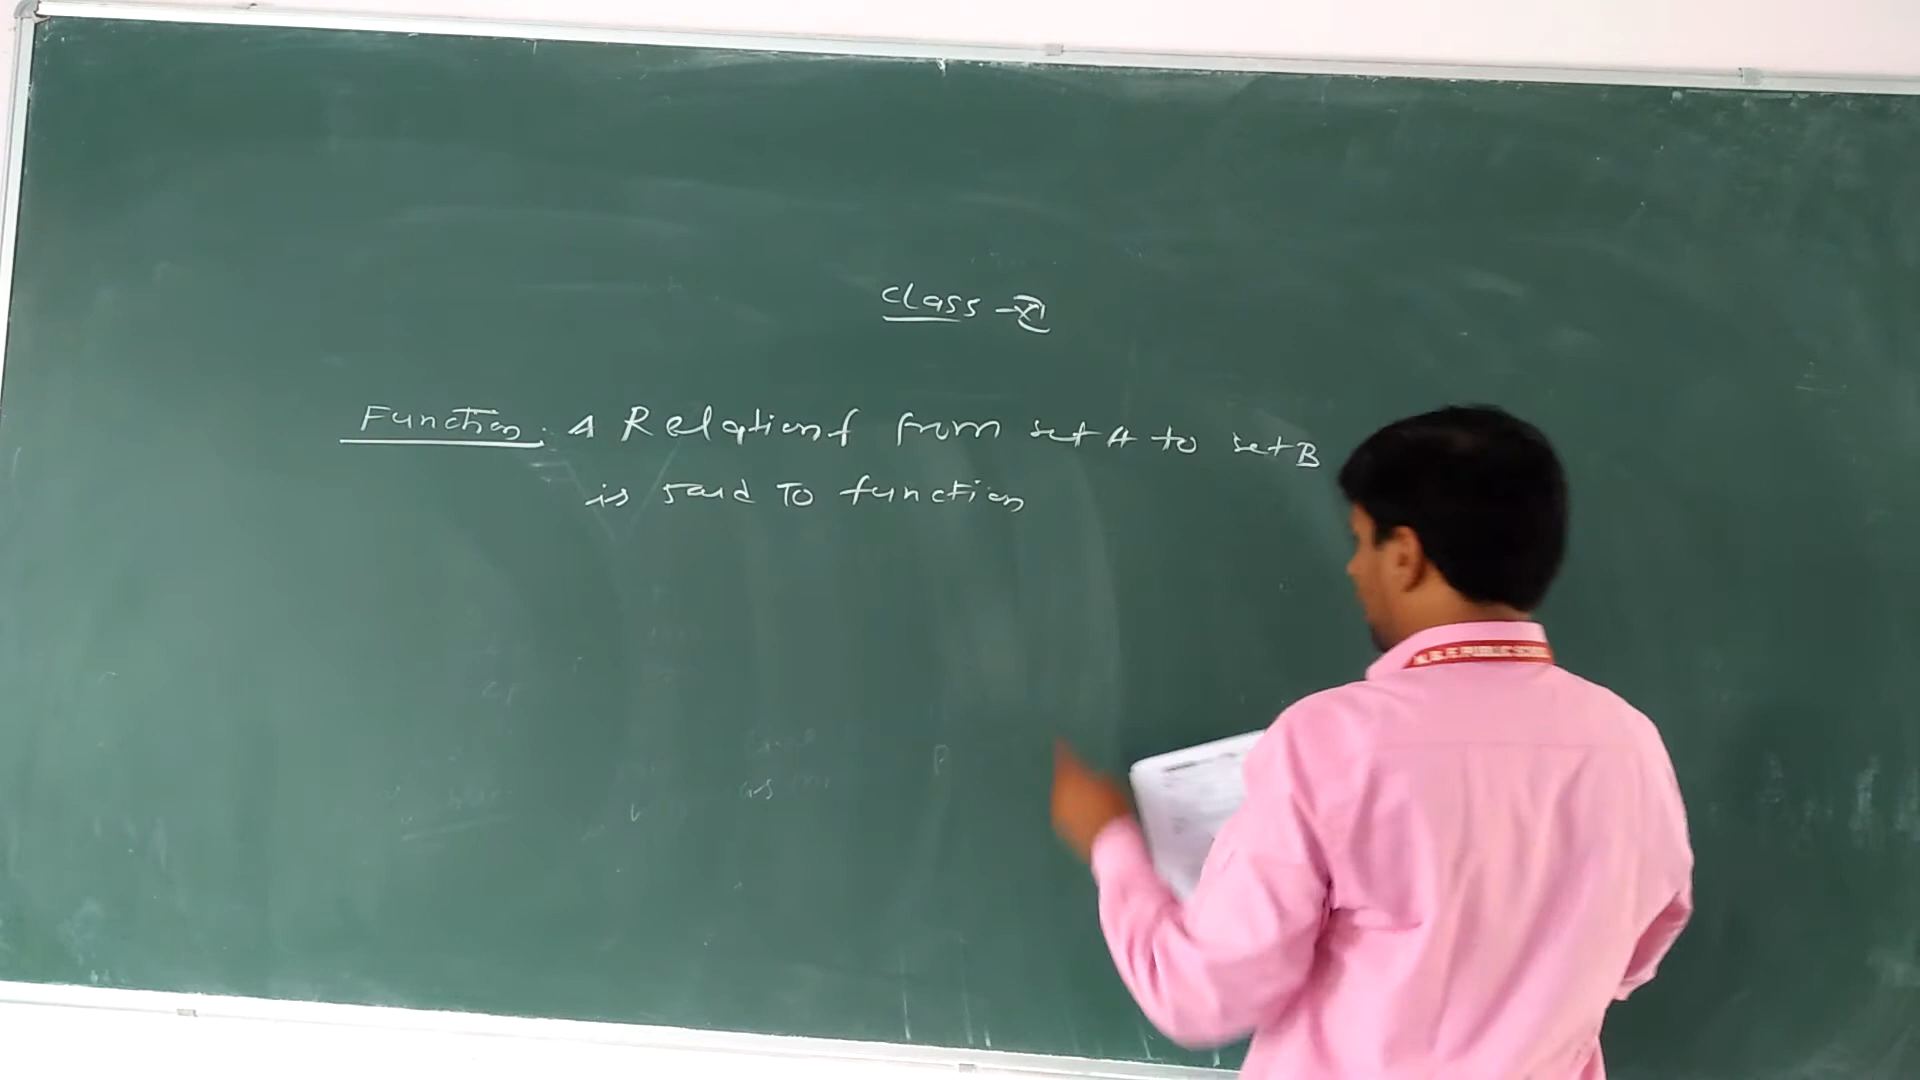 class - XI
Function. A Relation f from set A to set B
is said To function